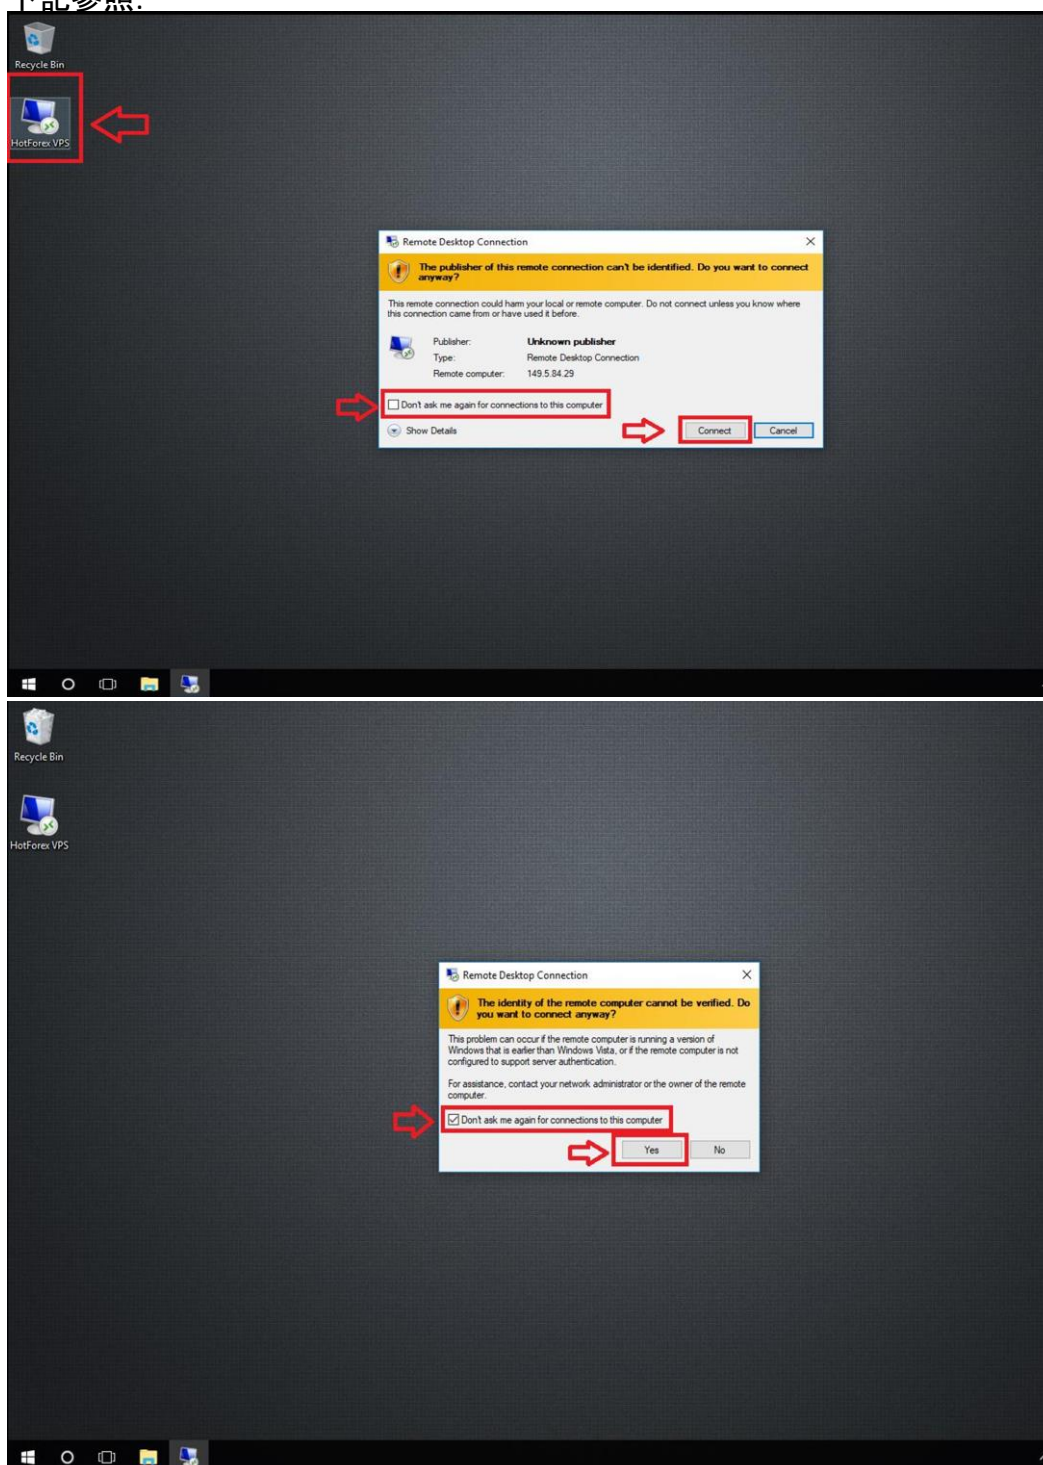 下記参照:
Recycle Bin
HotForex VPS
Remote Desktop Connection
The publisher of this remote connection can't be identified. Do you want to connect
anyway?
This remote connection could harm your local or remote computer. Do not connect unless you know where
this connection came from or have used it before.
Publisher: Unknown publisher
Type: Remote Desktop Connection
Remote computer: 149.5.84.29
Don't ask me again for connections to this computer
Show Details Connect Cancel
Recycle Bin
HotForex VPS
Remote Desktop Connection
The identity of the remote computer cannot be verified. Do
you want to connect anyway?
This problem can occur if the remote computer is running a version of
Windows that is earlier than Windows Vista, or if the remote computer is not
configured to support server authentication.
For assistance, contact your network administrator or the owner of the remote
computer.
Don't ask me again for connections to this computer
Yes No